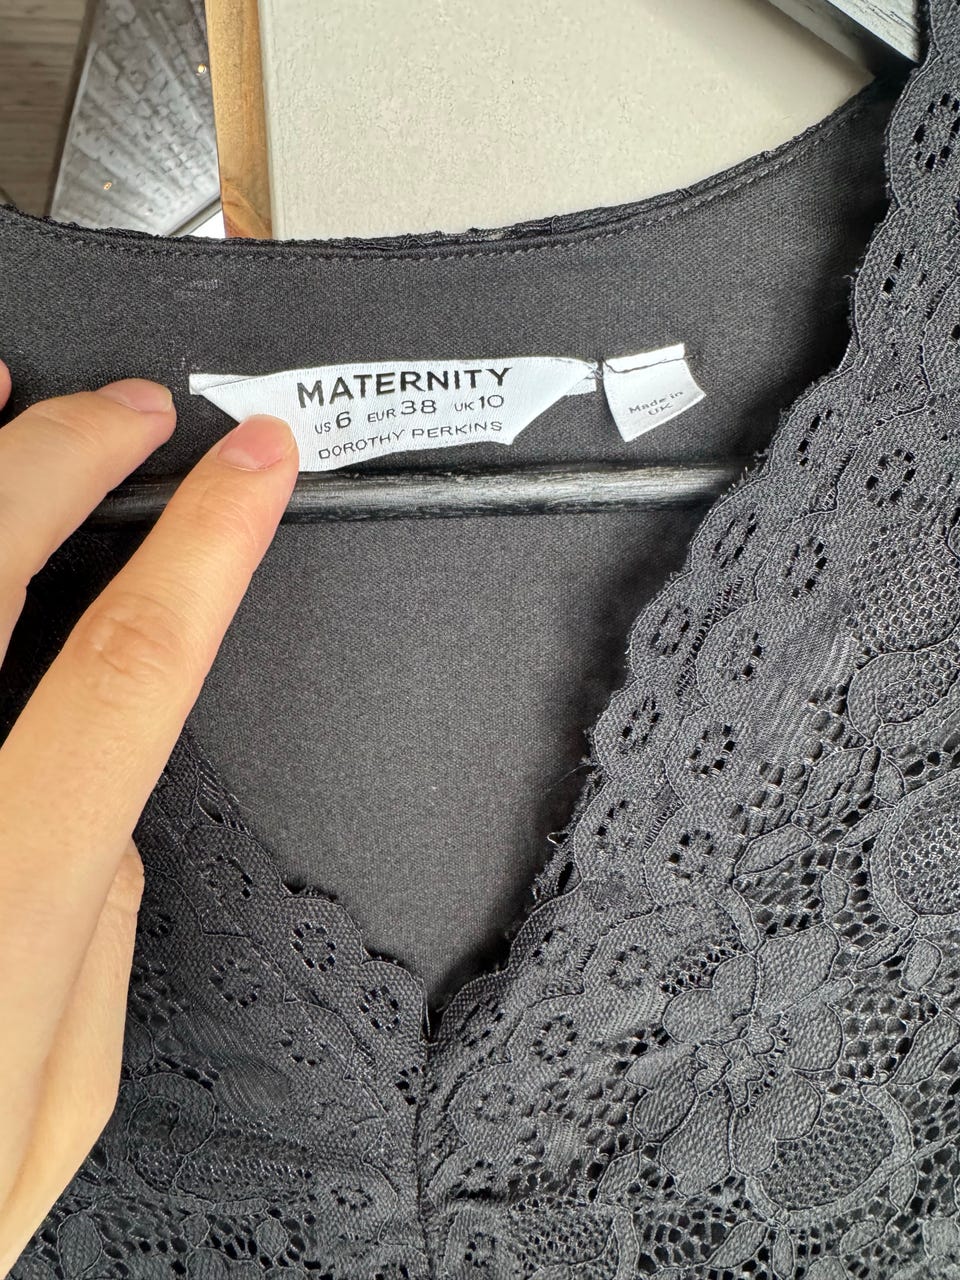 MATERNITY
US 6 EUR 38 UK 10
DOROTHY PERKINS
Made in
UK